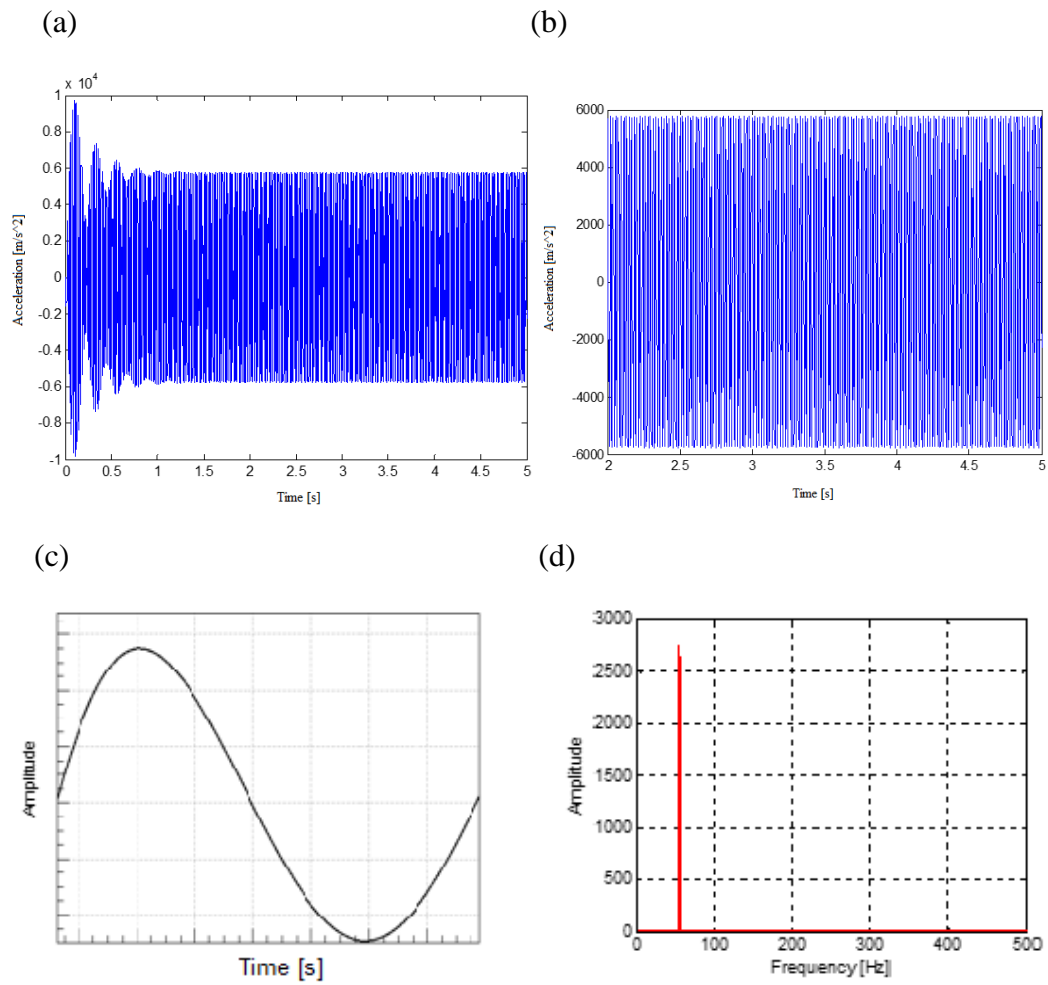 (a)
(b)
x 10^4
1
0.8
0.6
0.4
0.2
0
-0.2
-0.4
-0.6
-0.8
-1
0 0.5 1 1.5 2 2.5 3 3.5 4 4.5 5
Acceleration [m/s^2]
Time [s]
6000
4000
2000
0
-2000
-4000
-6000
2 2.5 3 3.5 4 4.5 5
Acceleration [m/s^2]
Time [s]
(c)
(d)
Amplitude
Time [s]
3000
2500
2000
1500
1000
500
0
0 100 200 300 400 500
Amplitude
Frequency [Hz]